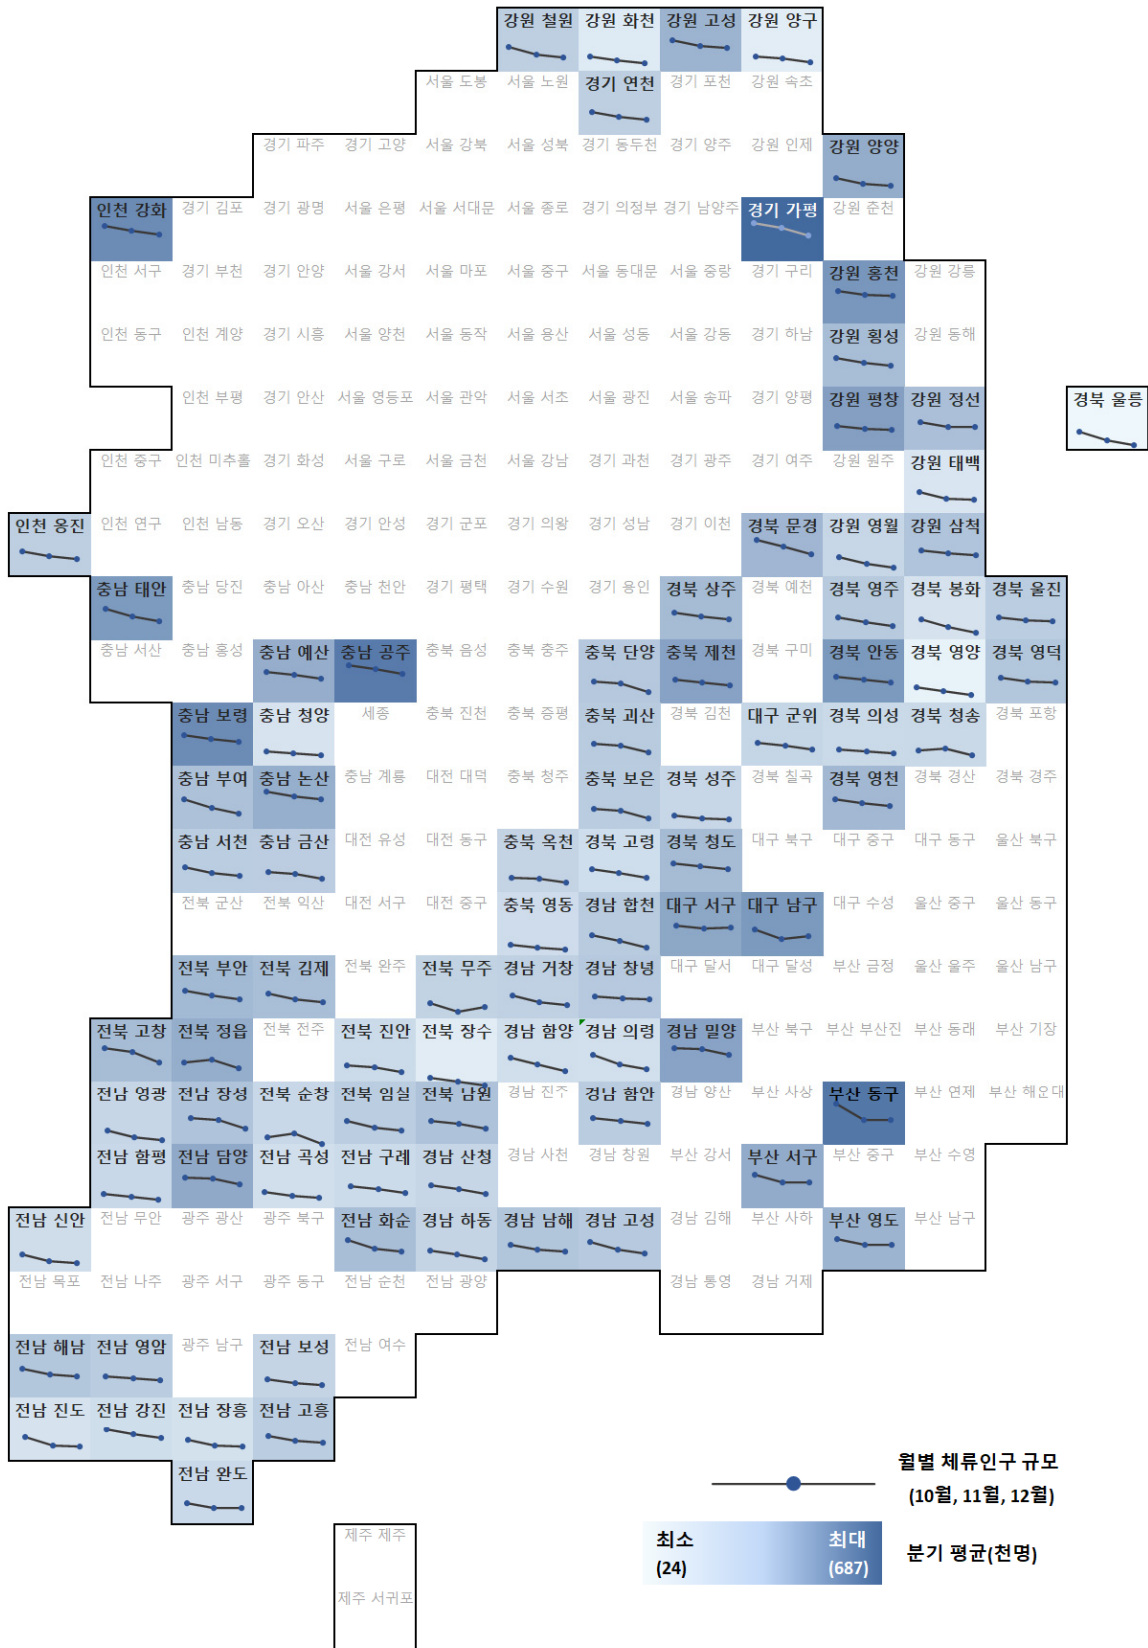 강원 철원 강원 화천 강원 고성 강원 양구
서울 도봉 서울 노원 경기 연천 경기 포천 강원 속초
경기 파주 경기 고양 서울 강북 서울 성북 경기 동두천 경기 양주 강원 인제 강원 양양
인천 강화 경기 김포 경기 광명 서울 은평 서울 서대문 서울 종로 경기 의정부 경기 남양주 경기 가평 강원 춘천
인천 서구 경기 부천 경기 안양 서울 강서 서울 마포 서울 중구 서울 동대문 서울 중랑 경기 구리 강원 홍천 강원 강릉
인천 동구 인천 계양 경기 시흥 서울 양천 서울 동작 서울 용산 서울 성동 서울 강동 경기 하남 강원 횡성 강원 동해
인천 부평 경기 안산 서울 영등포 서울 관악 서울 서초 서울 광진 서울 송파 경기 양평 강원 평창 강원 정선 경북 울릉
인천 중구 인천 미추홀 경기 화성 서울 구로 서울 금천 서울 강남 경기 과천 경기 광주 경기 여주 강원 원주 강원 태백
인천 옹진 인천 연구 인천 남동 경기 오산 경기 안성 경기 군포 경기 의왕 경기 성남 경기 이천 경북 문경 강원 영월 강원 삼척
충남 태안 충남 당진 충남 아산 충남 천안 경기 평택 경기 수원 경기 용인 경북 상주 경북 예천 경북 영주 경북 봉화 경북 울진
충남 서산 충남 홍성 충남 예산 충남 공주 충북 음성 충북 충주 충북 단양 충북 제천 경북 구미 경북 안동 경북 영양 경북 영덕
충남 보령 충남 청양 세종 충북 진천 충북 증평 충북 괴산 경북 김천 대구 군위 경북 의성 경북 청송 경북 포항
충남 부여 충남 논산 충남 계룡 대전 대덕 충북 청주 충북 보은 경북 성주 경북 칠곡 경북 영천 경북 경산 경북 경주
충남 서천 충남 금산 대전 유성 대전 동구 충북 옥천 경북 고령 경북 청도 대구 북구 대구 중구 대구 동구 울산 북구
전북 군산 전북 익산 대전 서구 대전 중구 충북 영동 경남 합천 대구 서구 대구 남구 대구 수성 울산 중구 울산 동구
전북 부안 전북 김제 전북 완주 전북 무주 경남 거창 경남 창녕 대구 달서 대구 달성 부산 금정 울산 울주 울산 남구
전북 고창 전북 정읍 전북 전주 전북 진안 전북 장수 경남 함양 경남 의령 경남 밀양 부산 북구 부산 부산진 부산 동래 부산 기장
전남 영광 전남 장성 전북 순창 전북 임실 전북 남원 경남 진주 경남 함안 경남 양산 부산 사상 부산 동구 부산 연제 부산 해운대
전남 함평 전남 담양 전남 곡성 전남 구례 경남 산청 경남 사천 경남 창원 부산 강서 부산 서구 부산 중구 부산 수영
전남 신안 전남 무안 광주 광산 광주 북구 전남 화순 경남 하동 경남 남해 경남 고성 경남 김해 부산 사하 부산 영도 부산 남구
전남 목포 전남 나주 광주 서구 광주 동구 전남 순천 전남 광양 경남 통영 경남 거제
전남 해남 전남 영암 광주 남구 전남 보성 전남 여수
전남 진도 전남 강진 전남 장흥 전남 고흥
전남 완도
월별 체류인구 규모
(10월, 11월, 12월)
제주 제주
최소 최대
(24) (687)
분기 평균(천명)
제주 서귀포